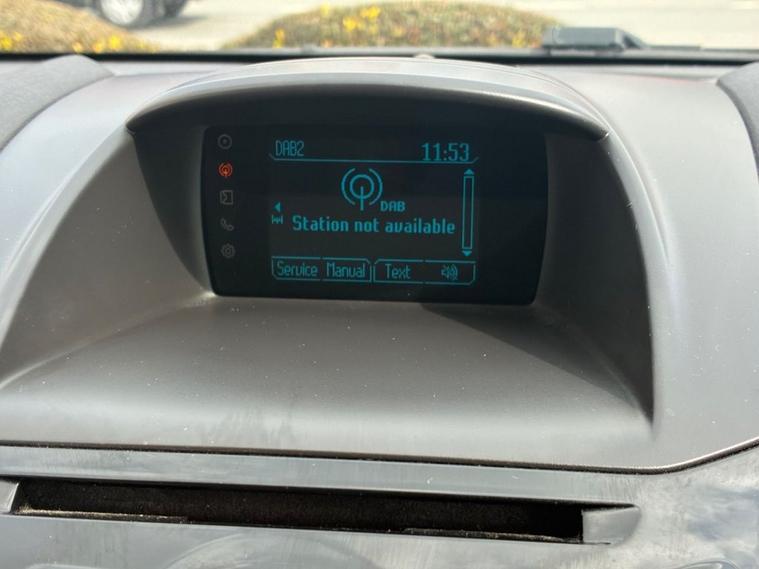 DAB2 11:53
DAB
Station not available
Service Manual Text